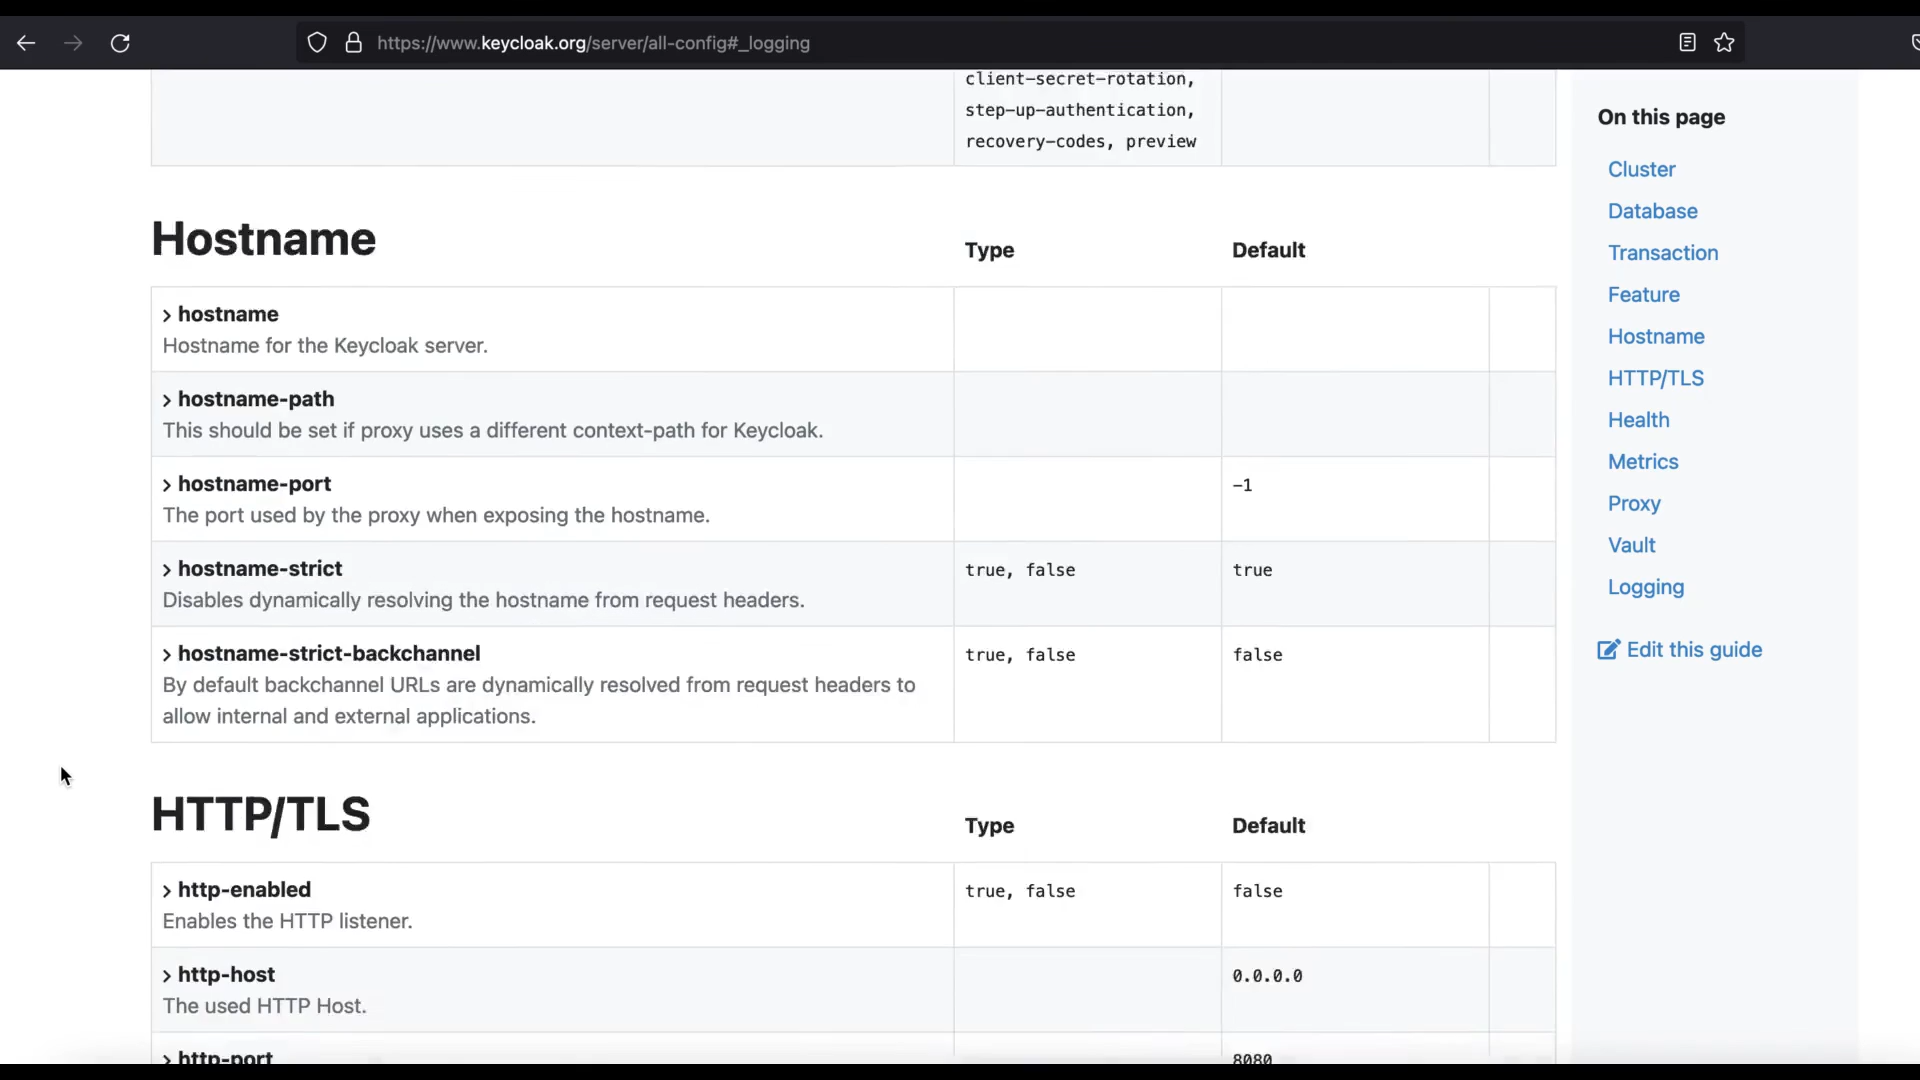 https://www.keycloak.org/server/all-config#_logging
client-secret-rotation,
step-up-authentication,
recovery-codes, preview
Hostname
Type
Default
hostname
Hostname for the Keycloak server.
hostname-path
This should be set if proxy uses a different context-path for Keycloak.
hostname-port
-1
The port used by the proxy when exposing the hostname.
hostname-strict
true, false
true
Disables dynamically resolving the hostname from request headers.
hostname-strict-backchannel
true, false
false
By default backchannel URLs are dynamically resolved from request headers to
allow internal and external applications.
HTTP/TLS
Type
Default
http-enabled
true, false
false
Enables the HTTP listener.
http-host
0.0.0.0
The used HTTP Host.
http-port
8080
On this page
Cluster
Database
Transaction
Feature
Hostname
HTTP/TLS
Health
Metrics
Proxy
Vault
Logging
Edit this guide